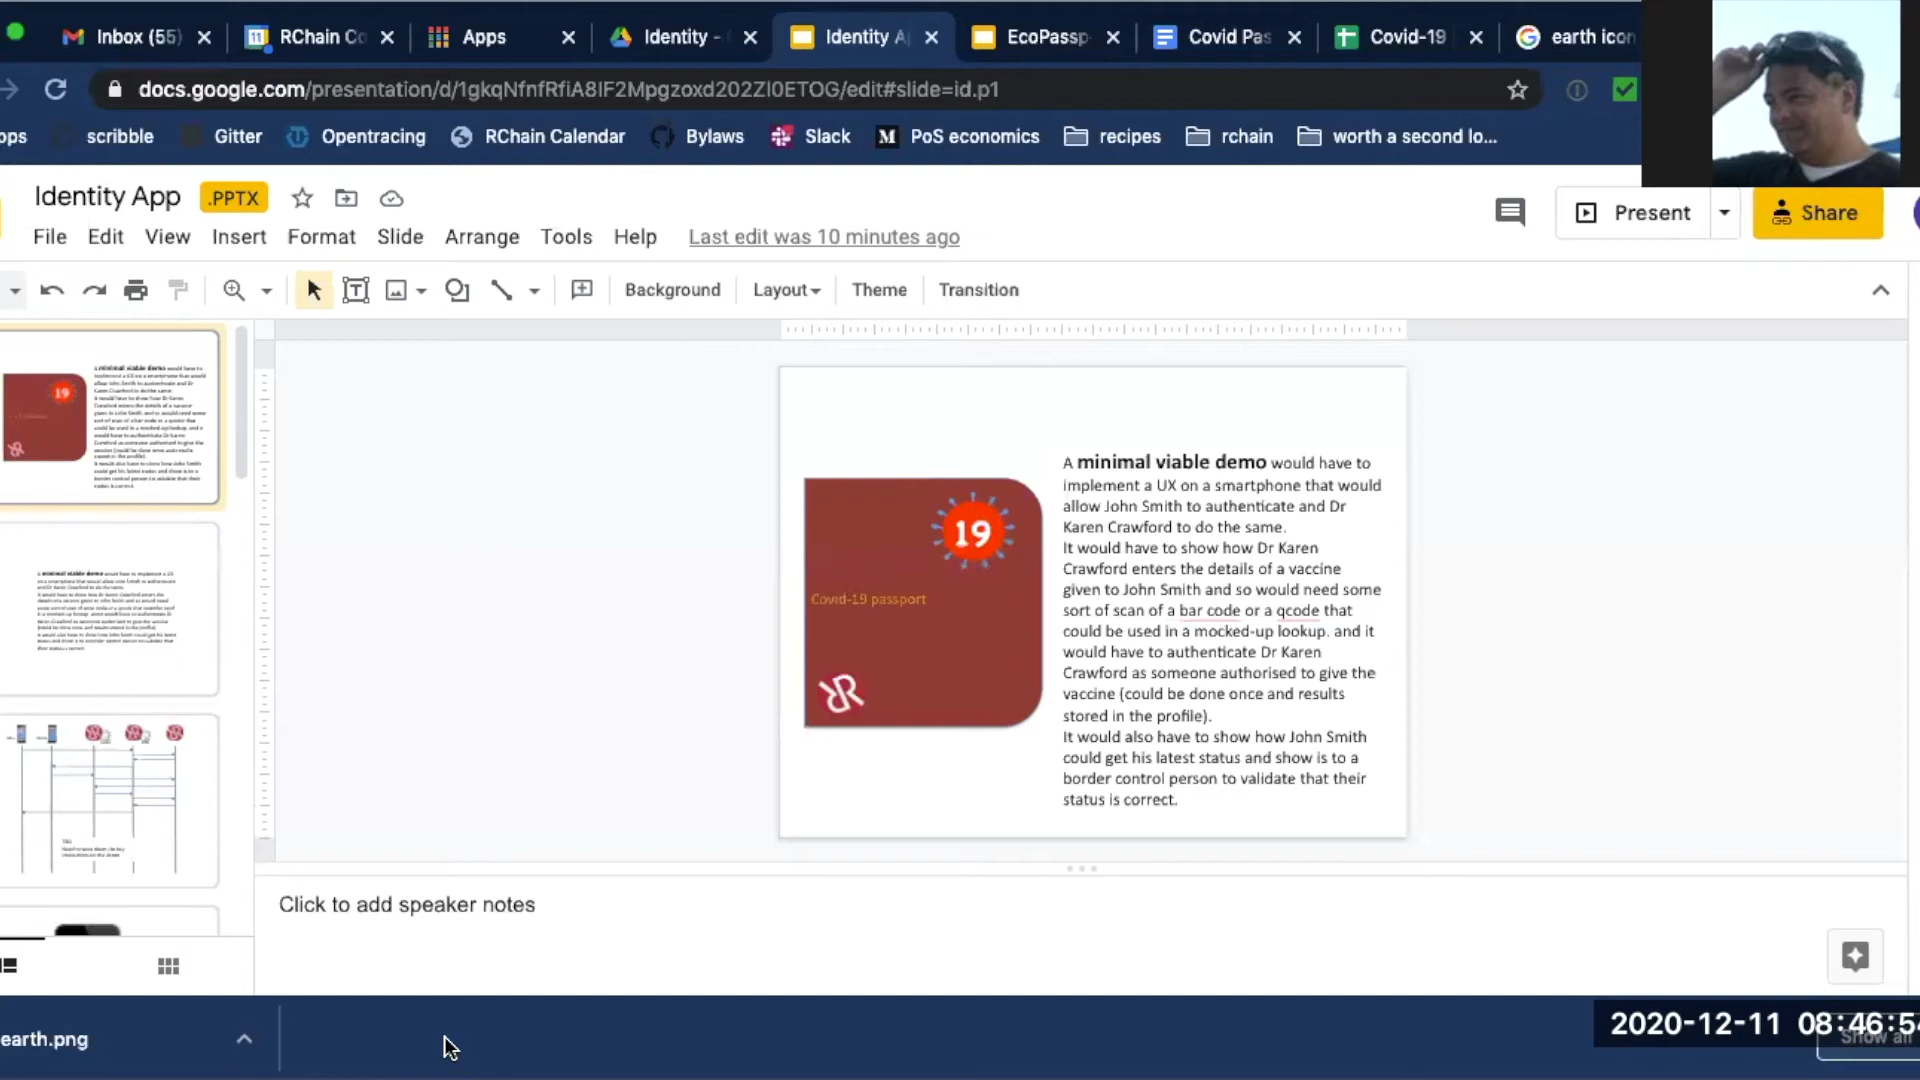 Inbox (55)
RChain Co
Apps
Identity -
Identity A
EcoPassp
Covid Pas
Covid-19
earth icon
docs.google.com/presentation/d/1gkqNfnfRfiA8IF2Mpgzoxd202Zl0ETOG/edit#slide=id.p1
scribble
Gitter
Opentracing
RChain Calendar
Bylaws
Slack
M PoS economics
recipes
rchain
worth a second lo...
Identity App
.PPTX
Present
Share
File Edit View Insert Format Slide Arrange Tools Help
Last edit was 10 minutes ago
Background
Layout
Theme
Transition
19
Covid-19 passport
A minimal viable demo would have to
implement a UX on a smartphone that would
allow John Smith to authenticate and Dr
Karen Crawford to do the same.
It would have to show how Dr Karen
Crawford enters the details of a vaccine
given to John Smith and so would need some
sort of scan of a bar code or a qcode that
could be used in a mocked-up lookup. and it
would have to authenticate Dr Karen
Crawford as someone authorised to give the
vaccine (could be done once and results
stored in the profile).
It would also have to show how John Smith
could get his latest status and show is to a
border control person to validate that their
status is correct.
Click to add speaker notes
earth.png
2020-12-11 08:46:54
Show all